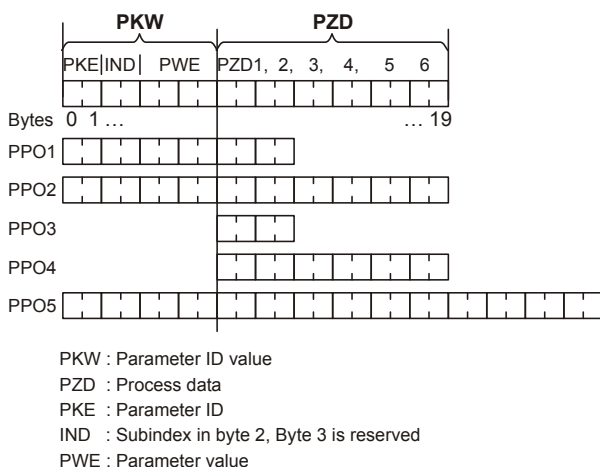 PKW PZD
PKE|IND| PWE PZD1, 2, 3, 4, 5 6
Bytes 0 1 ... ... 19
PPO1
PPO2
PPO3
PPO4
PPO5
PKW : Parameter ID value
PZD : Process data
PKE : Parameter ID
IND : Subindex in byte 2, Byte 3 is reserved
PWE : Parameter value